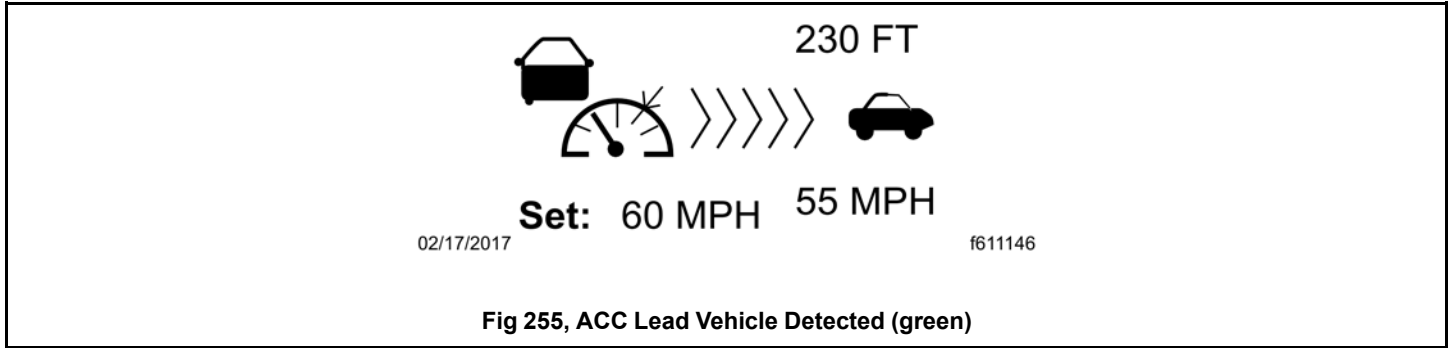 230 FT
Set: 60 MPH 55 MPH
02/17/2017 f611146
Fig 255, ACC Lead Vehicle Detected (green)